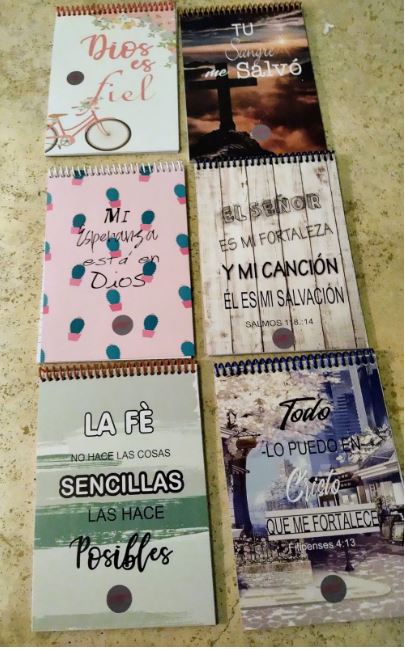 Dios
es
fiel
TU
Sangre
me Salvó
MI
Esperanza
está en
Dios
EL SEÑOR
ES MI FORTALEZA
Y MI CANCIÓN
ÉL ES MI SALVACIÓN
SALMOS 118.:14
LA FÈ
NO HACE LAS COSAS
SENCILLAS
LAS HACE
Posibles
Todo
LO PUEDO EN
Cristo
QUE ME FORTALECE
Filipenses 4:13